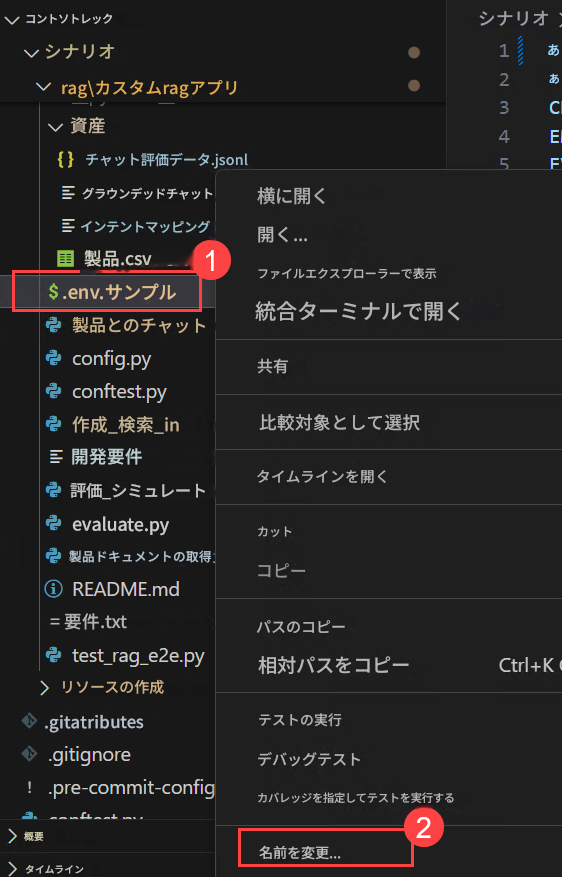 コントソトレック
シナリオ
rag\カスタムragアプリ
資産
{} チャット評価データ.jsonl
グラウンデッドチャット
インテントマッピング
製品.csv
1
$ .env.サンプル
製品とのチャット
config.py
conftest.py
作成_検索_in
開発要件
評価_シミュレート
evaluate.py
製品ドキュメントの取得
README.md
要件.txt
test_rag_e2e.py
リソースの作成
.gitatributes
.gitignore
! .pre-commit-config
conftest.py
概要
タイムライン
シナリオ
1 あ
2 あ
3
4
5
横に開く
開く...
ファイルエクスプローラーで表示
統合ターミナルで開く
共有
比較対象として選択
タイムラインを開く
カット
コピー
パスのコピー
相対パスをコピー Ctrl+K
テストの実行
デバッグテスト
カバレッジを指定してテストを実行する
2
名前を変更...